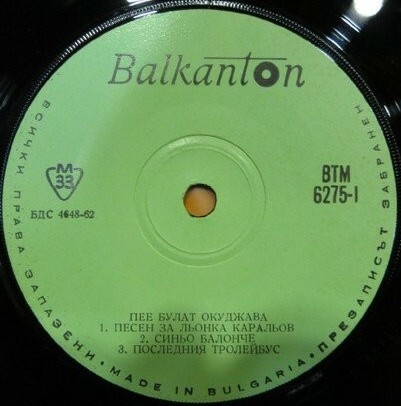 Balkanton
М
33
БДС 4648-62
ВТМ
6275-I
ПЕЕ БУЛАТ ОКУДЖАВА
1. ПЕСЕН ЗА ЛЬОНКА КАРАЛЬОВ
2. СИНЬО БАЛОНЧЕ
3. ПОСЛЕДНИЯ ТРОЛЕЙБУС
ВСИЧКИ ПРАВА ЗАПАЗЕНИ • MADE IN BULGARIA • ПРЕЗАПИСЪТ ЗАБРАНЕН